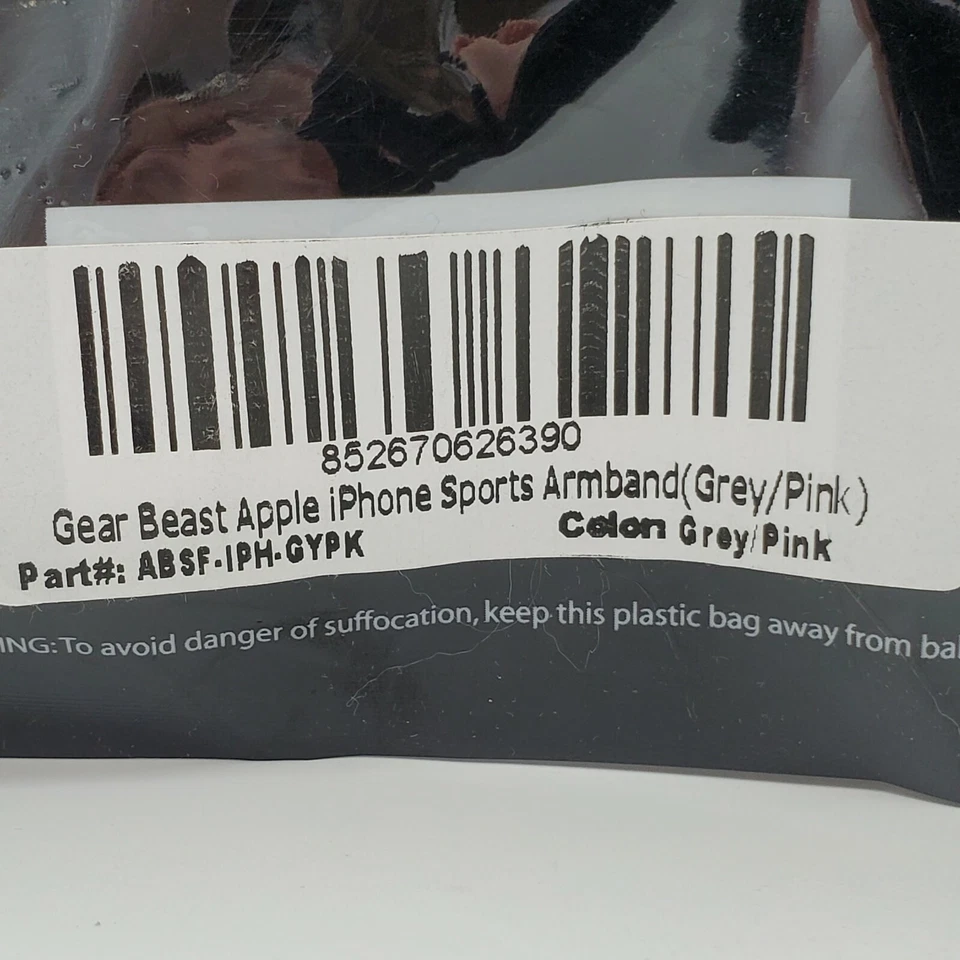 852670626390
Gear Beast Apple iPhone Sports Armband(Grey/Pink)
Part#: ABSF-IPH-GYPK Color: Grey/Pink
ING: To avoid danger of suffocation, keep this plastic bag away from ba